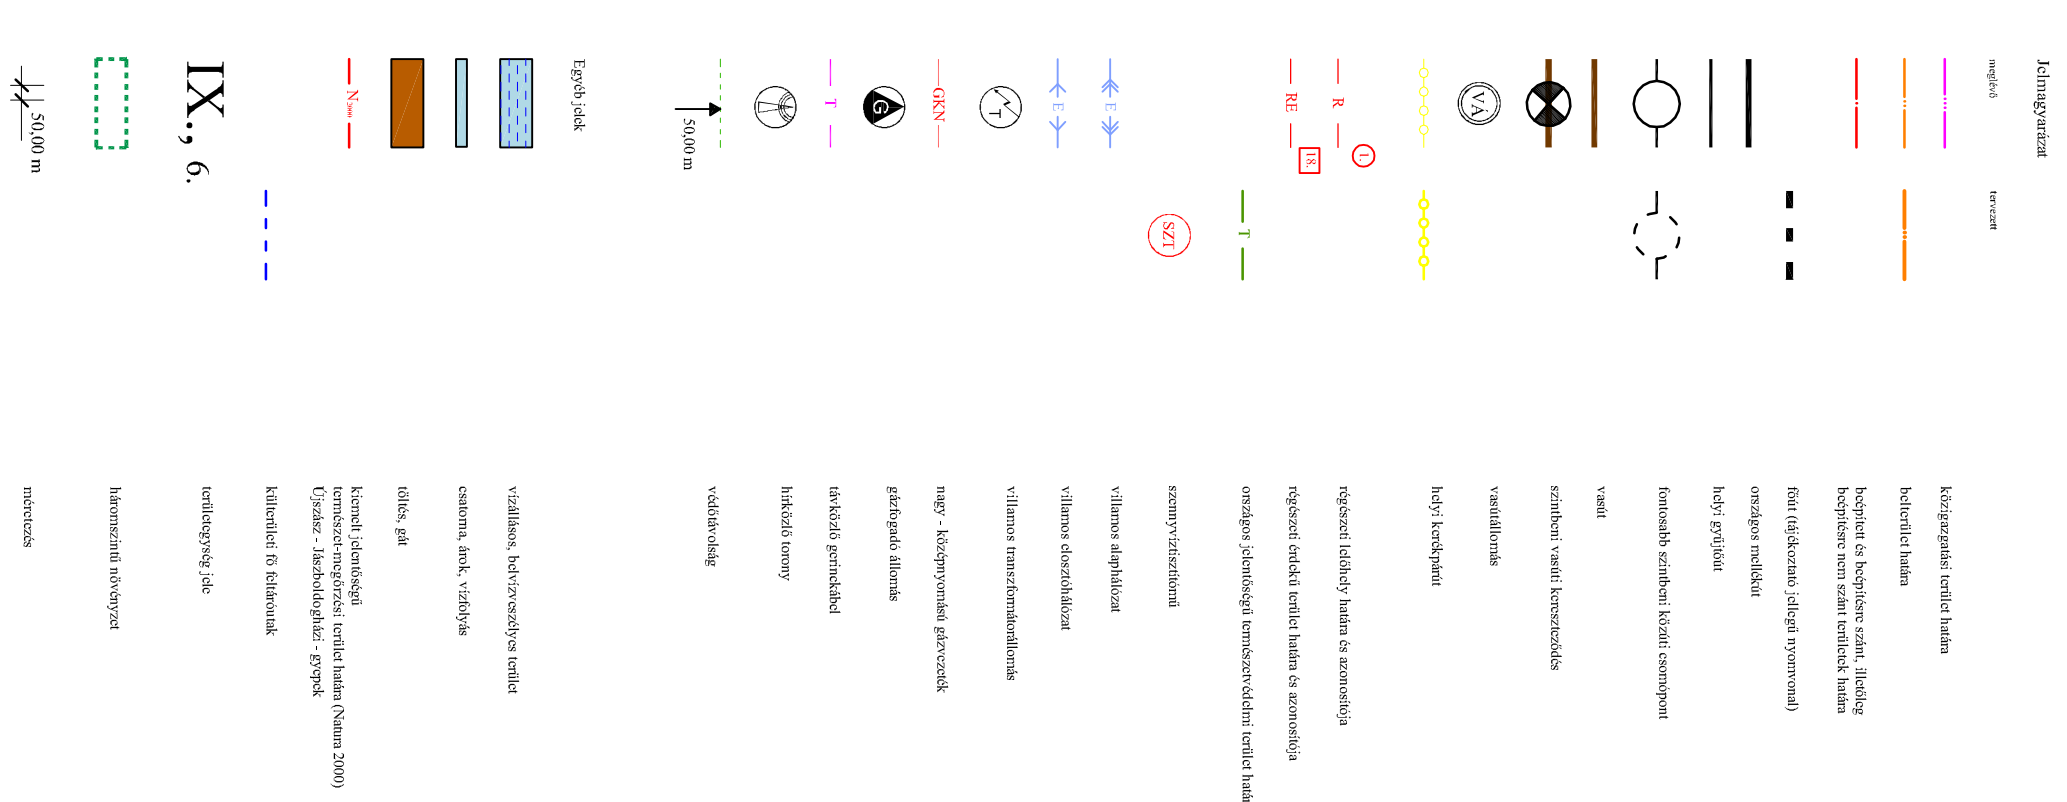 Jelmagyarázat
meglévő
tervezett
közigazgatási terület határa
belterület határa
beépített és beépítésre szánt, illetőleg
beépítésre nem szánt területek határa
főút (tájékoztató jellegű nyomvonal)
országos mellékút
helyi gyűjtőút
fontosabb szintbeni közúti csomópont
vasút
szintbeni vasúti kereszteződés
VÁ
vasútállomás
helyi kerékpárút
R
1.
régészeti lelőhely határa és azonosítója
RE
18.
régészeti érdekű terület határa és azonosítója
T
országos jelentőségű természetvédelmi terület határ
SZT
szennyvíztisztítómű
E
villamos alaphálózat
E
villamos elosztóhálózat
T
villamos transzformátorállomás
GKN
nagy - középnyomású gázvezeték
G
gázfogadó állomás
T
távközlő gerinckábel
hírközlő torony
50,00 m
védőtávolság
Egyéb jelek
vízállásos, belvízveszélyes terület
csatorna, árok, vízfolyás
töltés, gát
N 2000
kiemelt jelentőségű
természet-megőrzési terület határa (Natura 2000)
Újszász - Jászboldogházi - gyepek
külterületi fő feltáróutak
IX., 6.
területegység jele
háromszintű növényzet
50,00 m
méretezés